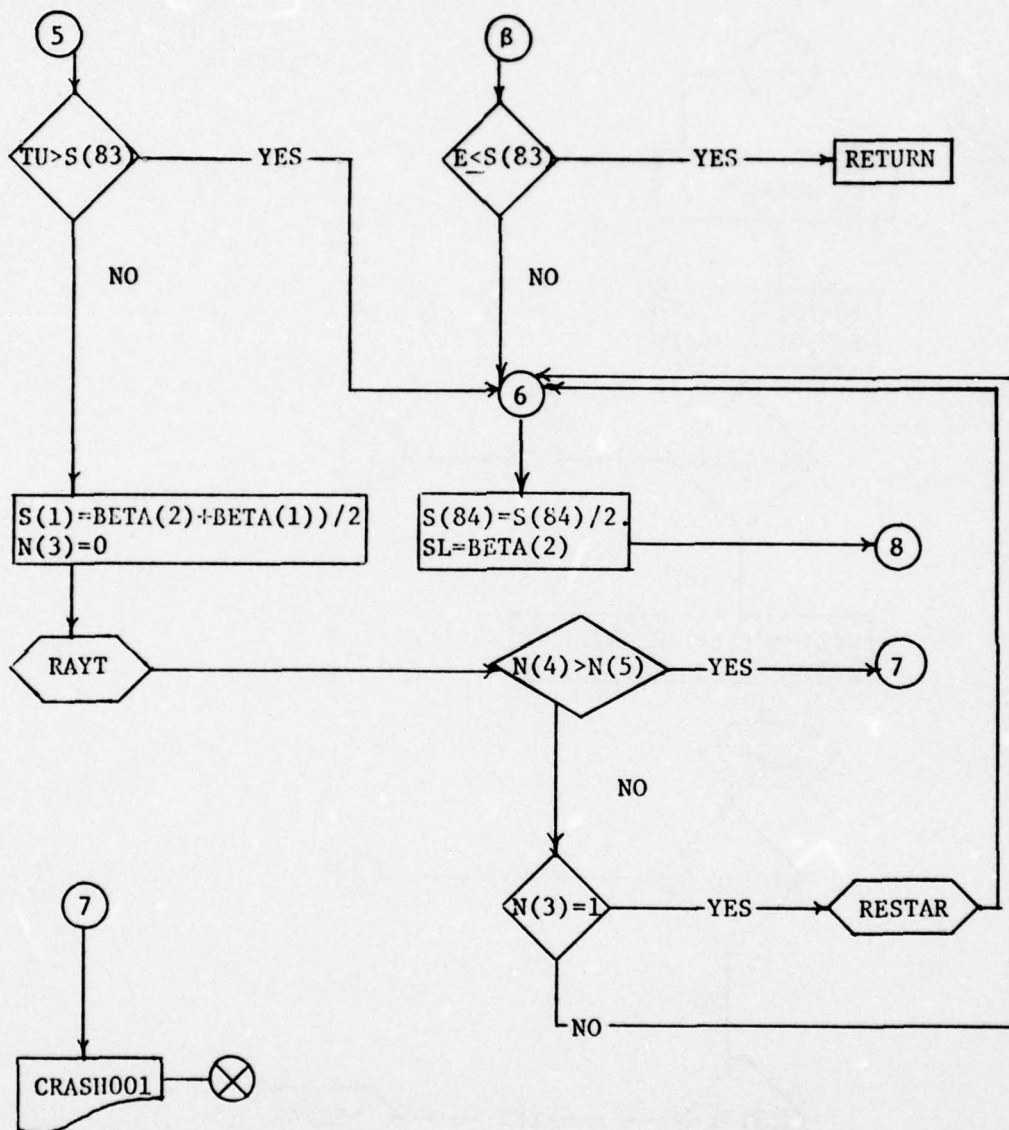 5
β
TU>S(83)
YES
E≤S(83)
YES
RETURN
NO
NO
6
S(1)=BETA(2)+BETA(1))/2
N(3)=0
S(84)=S(84)/2.
SL=BETA(2)
8
RAYT
N(4)>N(5)
YES
7
NO
7
N(3)=1
YES
RESTAR
NO
CRASH001